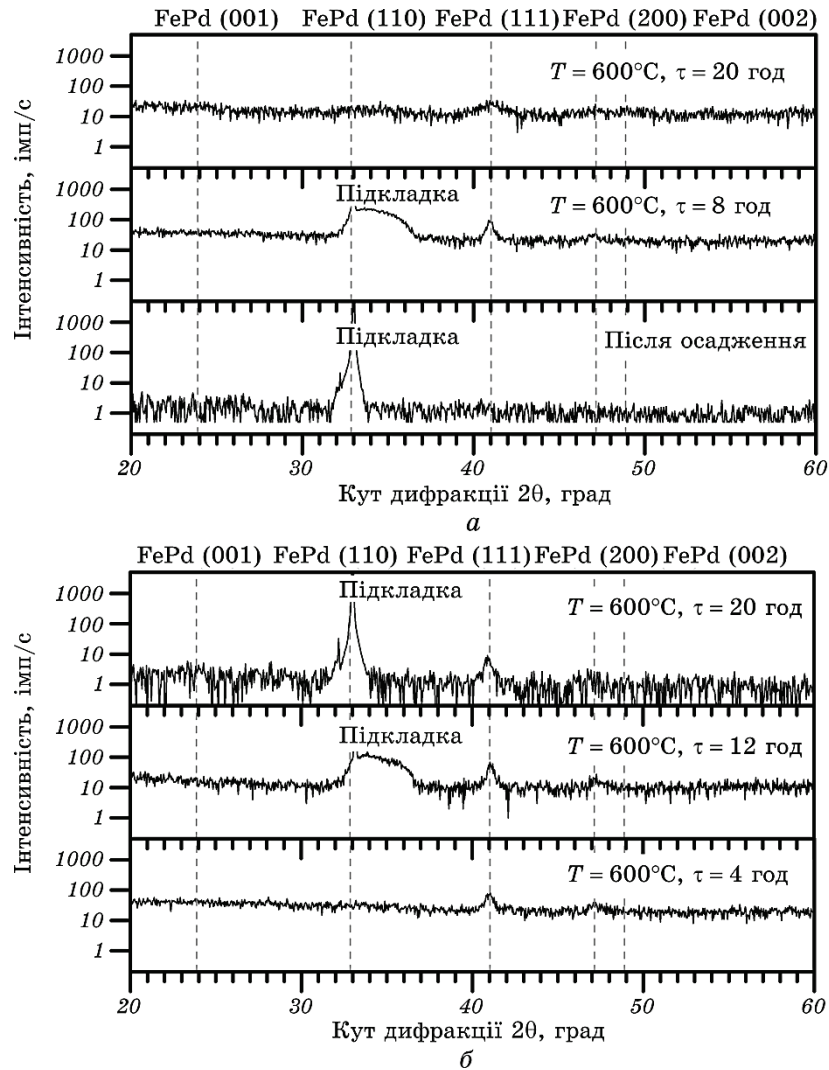 FePd (001) FePd (110) FePd (111) FePd (200) FePd (002)
1000
100
10
1
T = 600°C, τ = 20 год
1000
100
10
1
Підкладка
T = 600°C, τ = 8 год
1000
100
10
1
Підкладка
Після осадження
Інтенсивність, імп/с
20 30 40 50 60
Кут дифракції 2θ, град
а
FePd (001) FePd (110) FePd (111) FePd (200) FePd (002)
1000
100
10
1
Підкладка
T = 600°C, τ = 20 год
1000
100
10
1
Підкладка
T = 600°C, τ = 12 год
1000
100
10
1
T = 600°C, τ = 4 год
Інтенсивність, імп/с
20 30 40 50 60
Кут дифракції 2θ, град
б